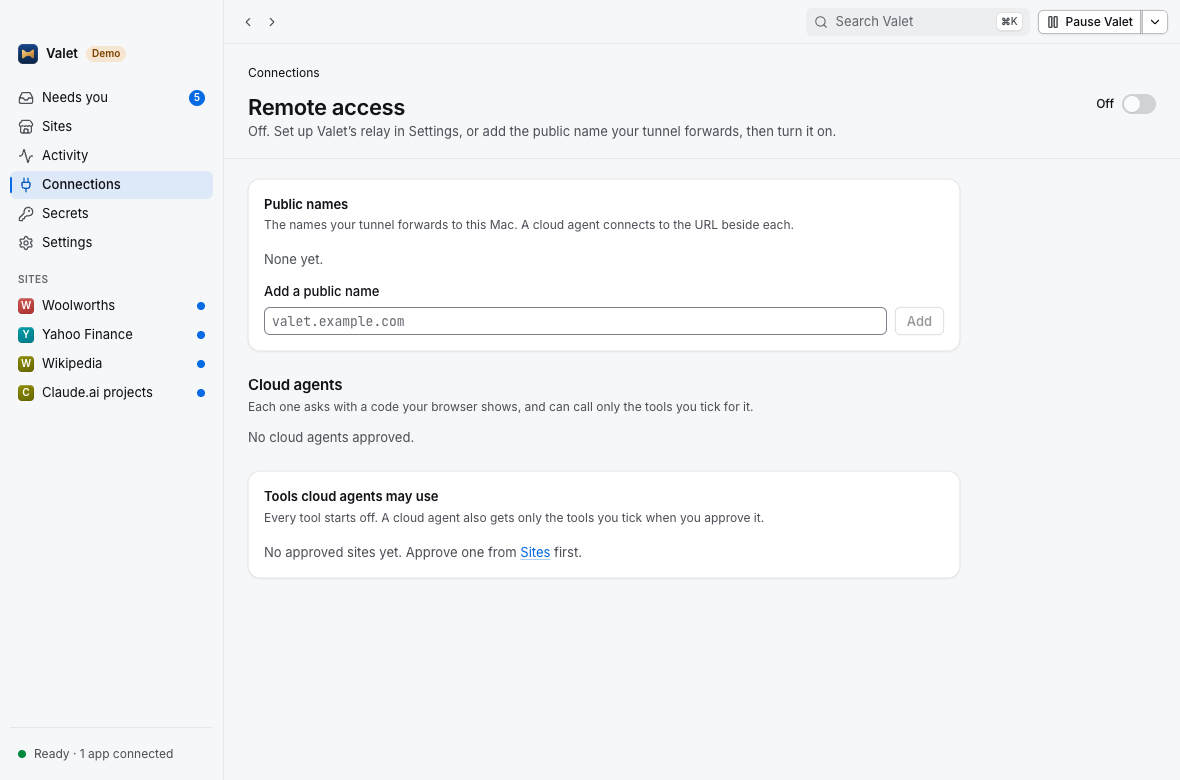 Valet Demo
Needs you 5
Sites
Activity
Connections
Secrets
Settings
SITES
W Woolworths
Y Yahoo Finance
W Wikipedia
C Claude.ai projects
Ready · 1 app connected
Search Valet ⌘K
Pause Valet
Connections
Remote access
Off
Off. Set up Valet’s relay in Settings, or add the public name your tunnel forwards, then turn it on.
Public names
The names your tunnel forwards to this Mac. A cloud agent connects to the URL beside each.
None yet.
Add a public name
valet.example.com Add
Cloud agents
Each one asks with a code your browser shows, and can call only the tools you tick for it.
No cloud agents approved.
Tools cloud agents may use
Every tool starts off. A cloud agent also gets only the tools you tick when you approve it.
No approved sites yet. Approve one from Sites first.